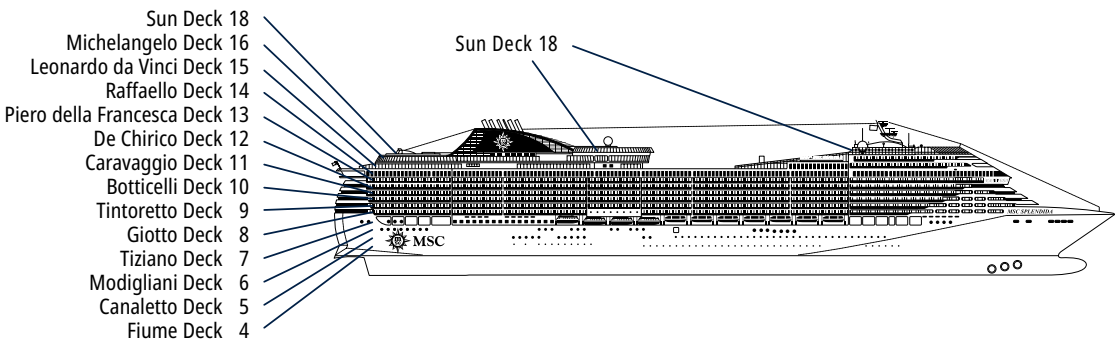 Sun Deck 18
Michelangelo Deck 16
Leonardo da Vinci Deck 15
Raffaello Deck 14
Piero della Francesca Deck 13
De Chirico Deck 12
Caravaggio Deck 11
Botticelli Deck 10
Tintoretto Deck 9
Giotto Deck 8
Tiziano Deck 7
Modigliani Deck 6
Canaletto Deck 5
Fiume Deck 4
Sun Deck 18
MSC SPLENDIDA
MSC